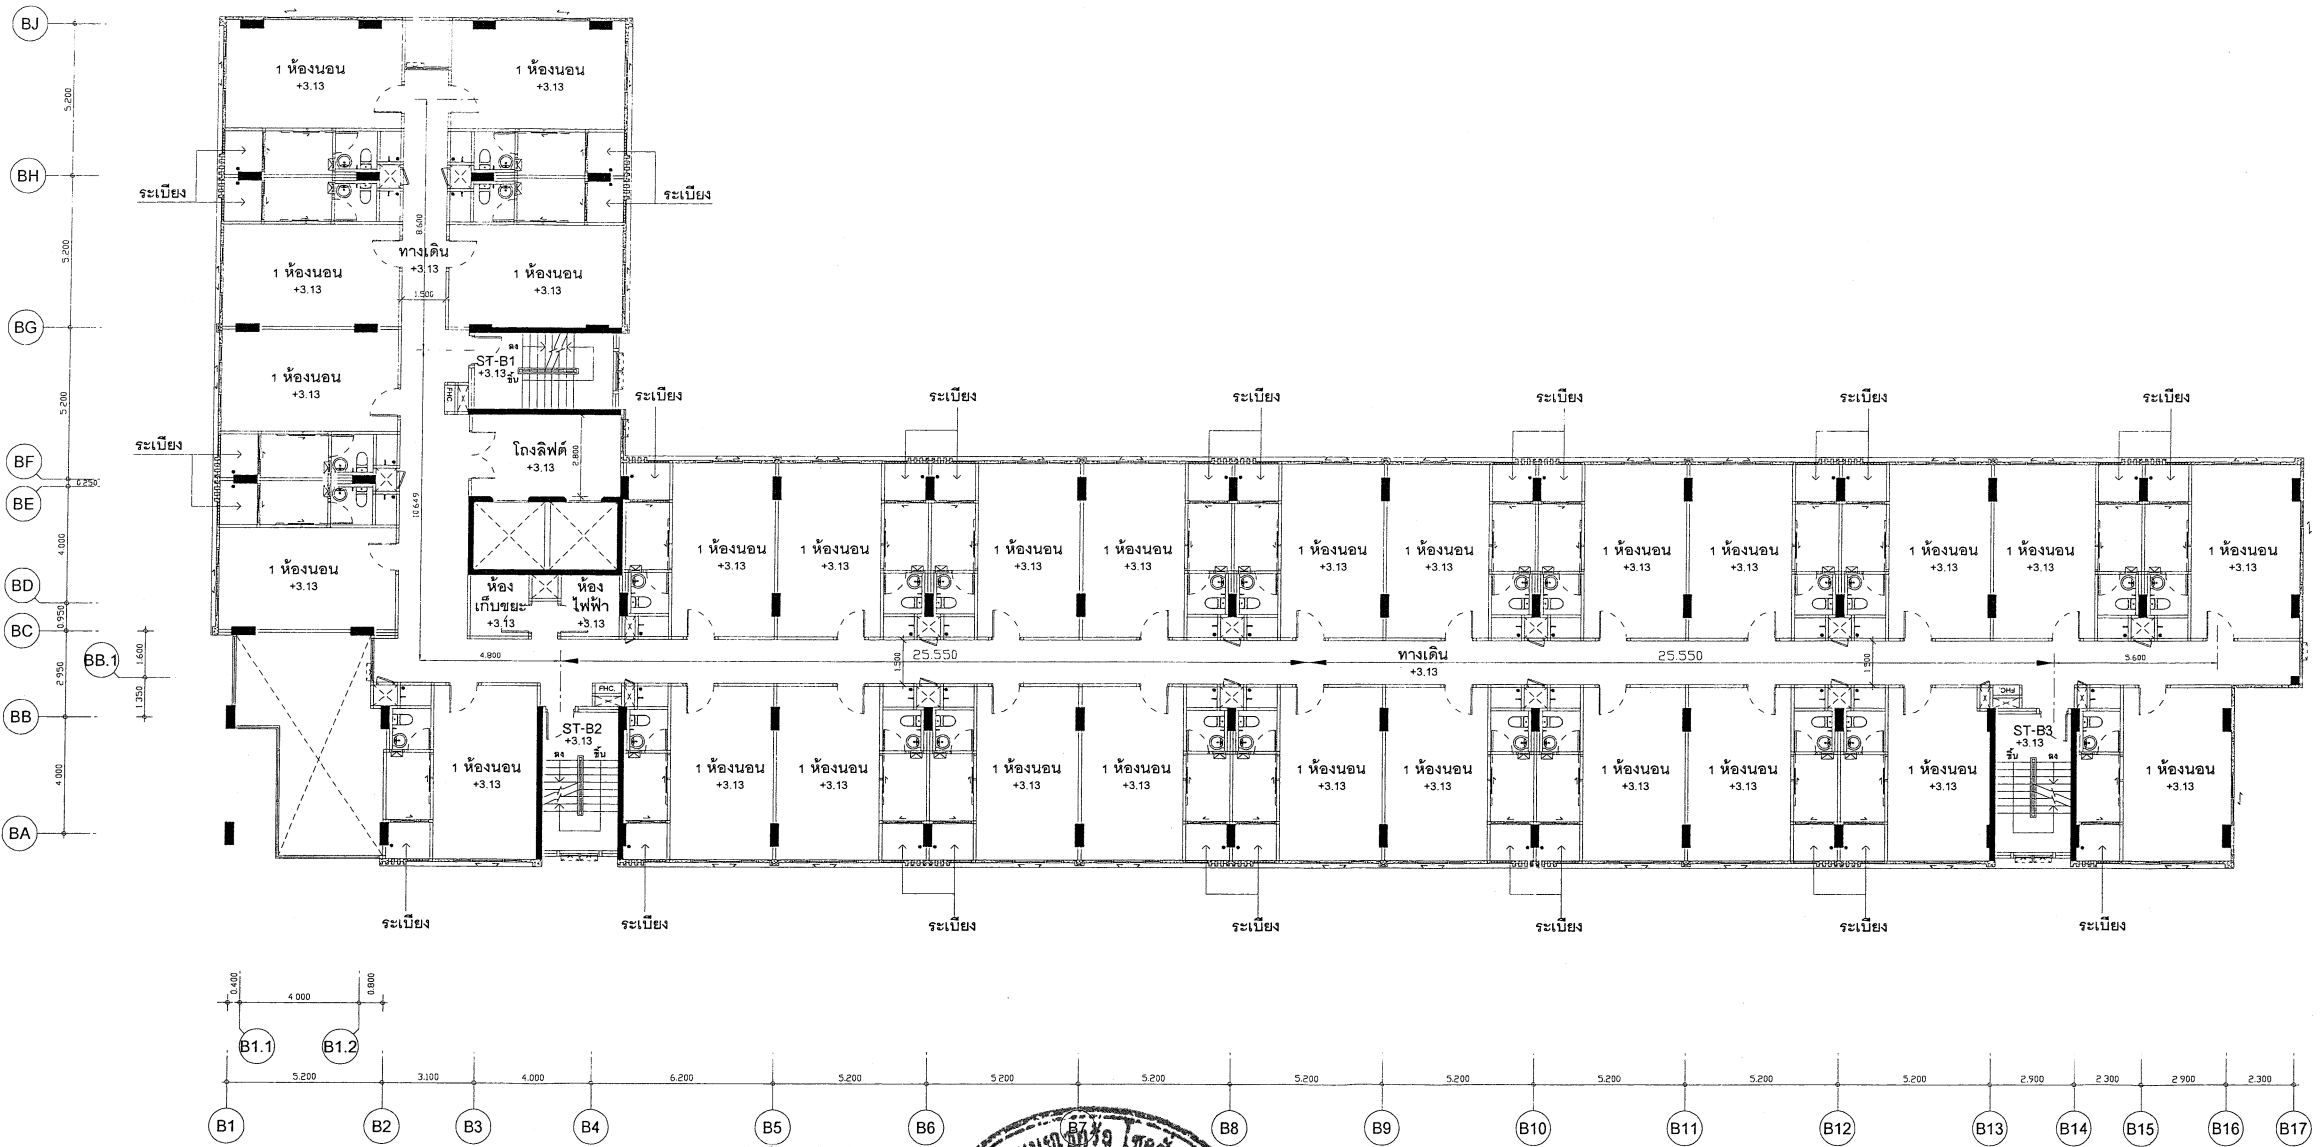 BJ
1 ห้องนอน
+3.13
1 ห้องนอน
+3.13
5.200
BH
ระเบียง
ระเบียง
5.200
8.600
ทางเดิน
+3.13
1 ห้องนอน
+3.13
1 ห้องนอน
+3.13
1.500
BG
ST-B1
+3.13
ลง
ขึ้น
1 ห้องนอน
+3.13
FHC
5.200
ระเบียง
ระเบียง
ระเบียง
ระเบียง
ระเบียง
ระเบียง
ระเบียง
โถงลิฟต์
+3.13
2.800
BF
0.250
BE
10.649
4.000
1 ห้องนอน
+3.13
1 ห้องนอน
+3.13
1 ห้องนอน
+3.13
1 ห้องนอน
+3.13
1 ห้องนอน
+3.13
1 ห้องนอน
+3.13
1 ห้องนอน
+3.13
1 ห้องนอน
+3.13
1 ห้องนอน
+3.13
1 ห้องนอน
+3.13
1 ห้องนอน
+3.13
1 ห้องนอน
+3.13
BD
ห้อง
เก็บขยะ
+3.13
ห้อง
ไฟฟ้า
+3.13
0.950
BC
BB.1
1.600
2.950
1.350
4.800
25.550
1.500
ทางเดิน
+3.13
25.550
1.500
5.600
FHC.
FHC
BB
ST-B2
+3.13
ลง
ขึ้น
ST-B3
+3.13
ขึ้น
ลง
4.000
1 ห้องนอน
+3.13
1 ห้องนอน
+3.13
1 ห้องนอน
+3.13
1 ห้องนอน
+3.13
1 ห้องนอน
+3.13
1 ห้องนอน
+3.13
1 ห้องนอน
+3.13
1 ห้องนอน
+3.13
1 ห้องนอน
+3.13
1 ห้องนอน
+3.13
1 ห้องนอน
+3.13
BA
ระเบียง
ระเบียง
ระเบียง
ระเบียง
ระเบียง
ระเบียง
ระเบียง
0.400
4.000
0.800
B1.1
B1.2
5.200
3.100
4.000
6.200
5.200
5.200
5.200
5.200
5.200
5.200
5.200
5.200
2.900
2.300
2.900
2.300
B1
B2
B3
B4
B5
B6
B7
B8
B9
B10
B11
B12
B13
B14
B15
B16
B17